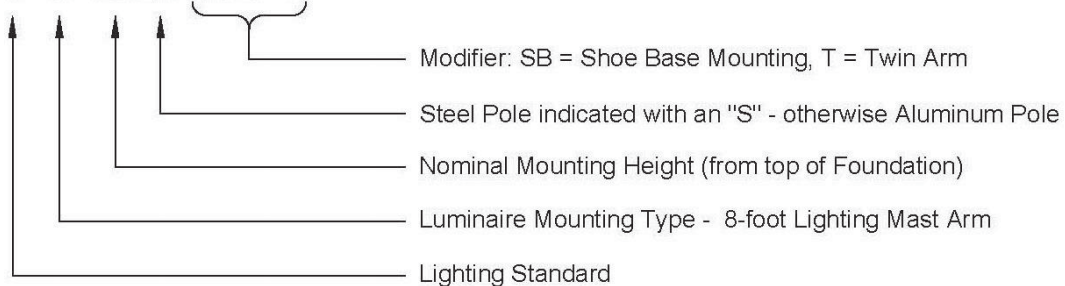 Modifier: SB = Shoe Base Mounting, T = Twin Arm
Steel Pole indicated with an "S" - otherwise Aluminum Pole
Nominal Mounting Height (from top of Foundation)
Luminaire Mounting Type - 8-foot Lighting Mast Arm
Lighting Standard